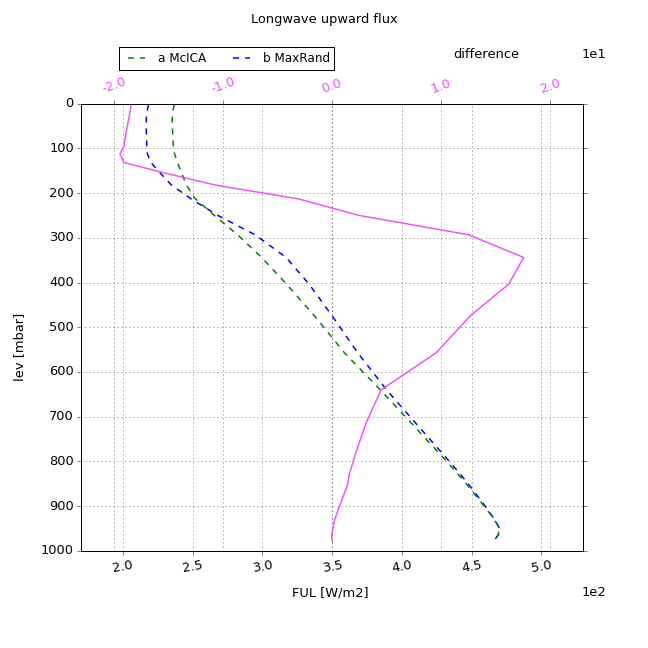 Longwave upward flux
a McICA b MaxRand
difference 1e1
-2.0 -1.0 0.0 1.0 2.0
0
100
200
300
400
500
600
700
800
900
1000
lev [mbar]
2.0 2.5 3.0 3.5 4.0 4.5 5.0
FUL [W/m2] 1e2